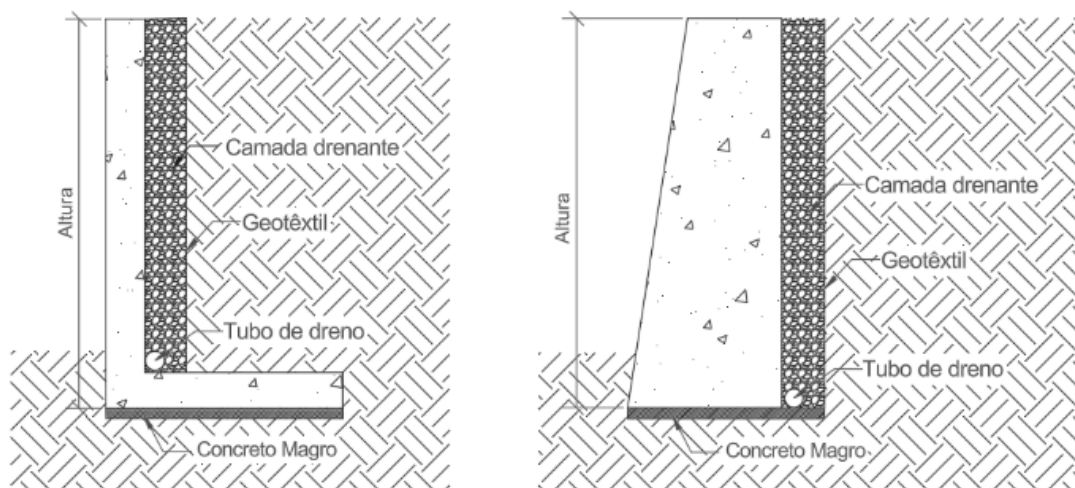 Altura
Camada drenante
Geotêxtil
Tubo de dreno
Concreto Magro
Altura
Camada drenante
Geotêxtil
Tubo de dreno
Concreto Magro